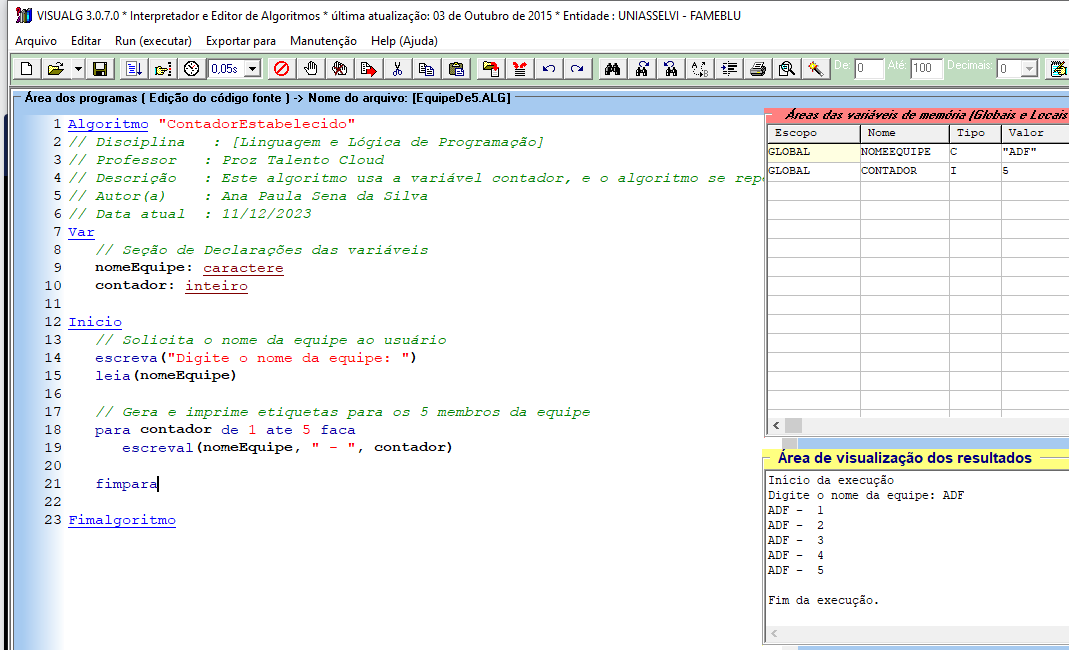 VISUALG 3.0.7.0 * Interpretador e Editor de Algoritmos * última atualização: 03 de Outubro de 2015 * Entidade : UNIASSELVI - FAMEBLU
Arquivo Editar Run (executar) Exportar para Manutenção Help (Ajuda)
0,05s De: 0 Até: 100 Decimais: 0
Área dos programas ( Edição do código fonte ) -> Nome do arquivo: [EquipeDe5.ALG]
1 Algoritmo "ContadorEstabelecido"
2 // Disciplina : [Linguagem e Lógica de Programação]
3 // Professor : Proz Talento Cloud
4 // Descrição : Este algoritmo usa a variável contador, e o algoritmo se rep
5 // Autor(a) : Ana Paula Sena da Silva
6 // Data atual : 11/12/2023
7 Var
8 // Seção de Declarações das variáveis
9 nomeEquipe: caractere
10 contador: inteiro
11
12 Inicio
13 // Solicita o nome da equipe ao usuário
14 escreva("Digite o nome da equipe: ")
15 leia(nomeEquipe)
16
17 // Gera e imprime etiquetas para os 5 membros da equipe
18 para contador de 1 ate 5 faca
19 escreval(nomeEquipe, " - ", contador)
20
21 fimpara
22
23 Fimalgoritmo
Áreas das variáveis de memória (Globais e Locais
Escopo Nome Tipo Valor
GLOBAL NOMEEQUIPE C "ADF"
GLOBAL CONTADOR I 5
Área de visualização dos resultados
Início da execução
Digite o nome da equipe: ADF
ADF - 1
ADF - 2
ADF - 3
ADF - 4
ADF - 5
Fim da execução.